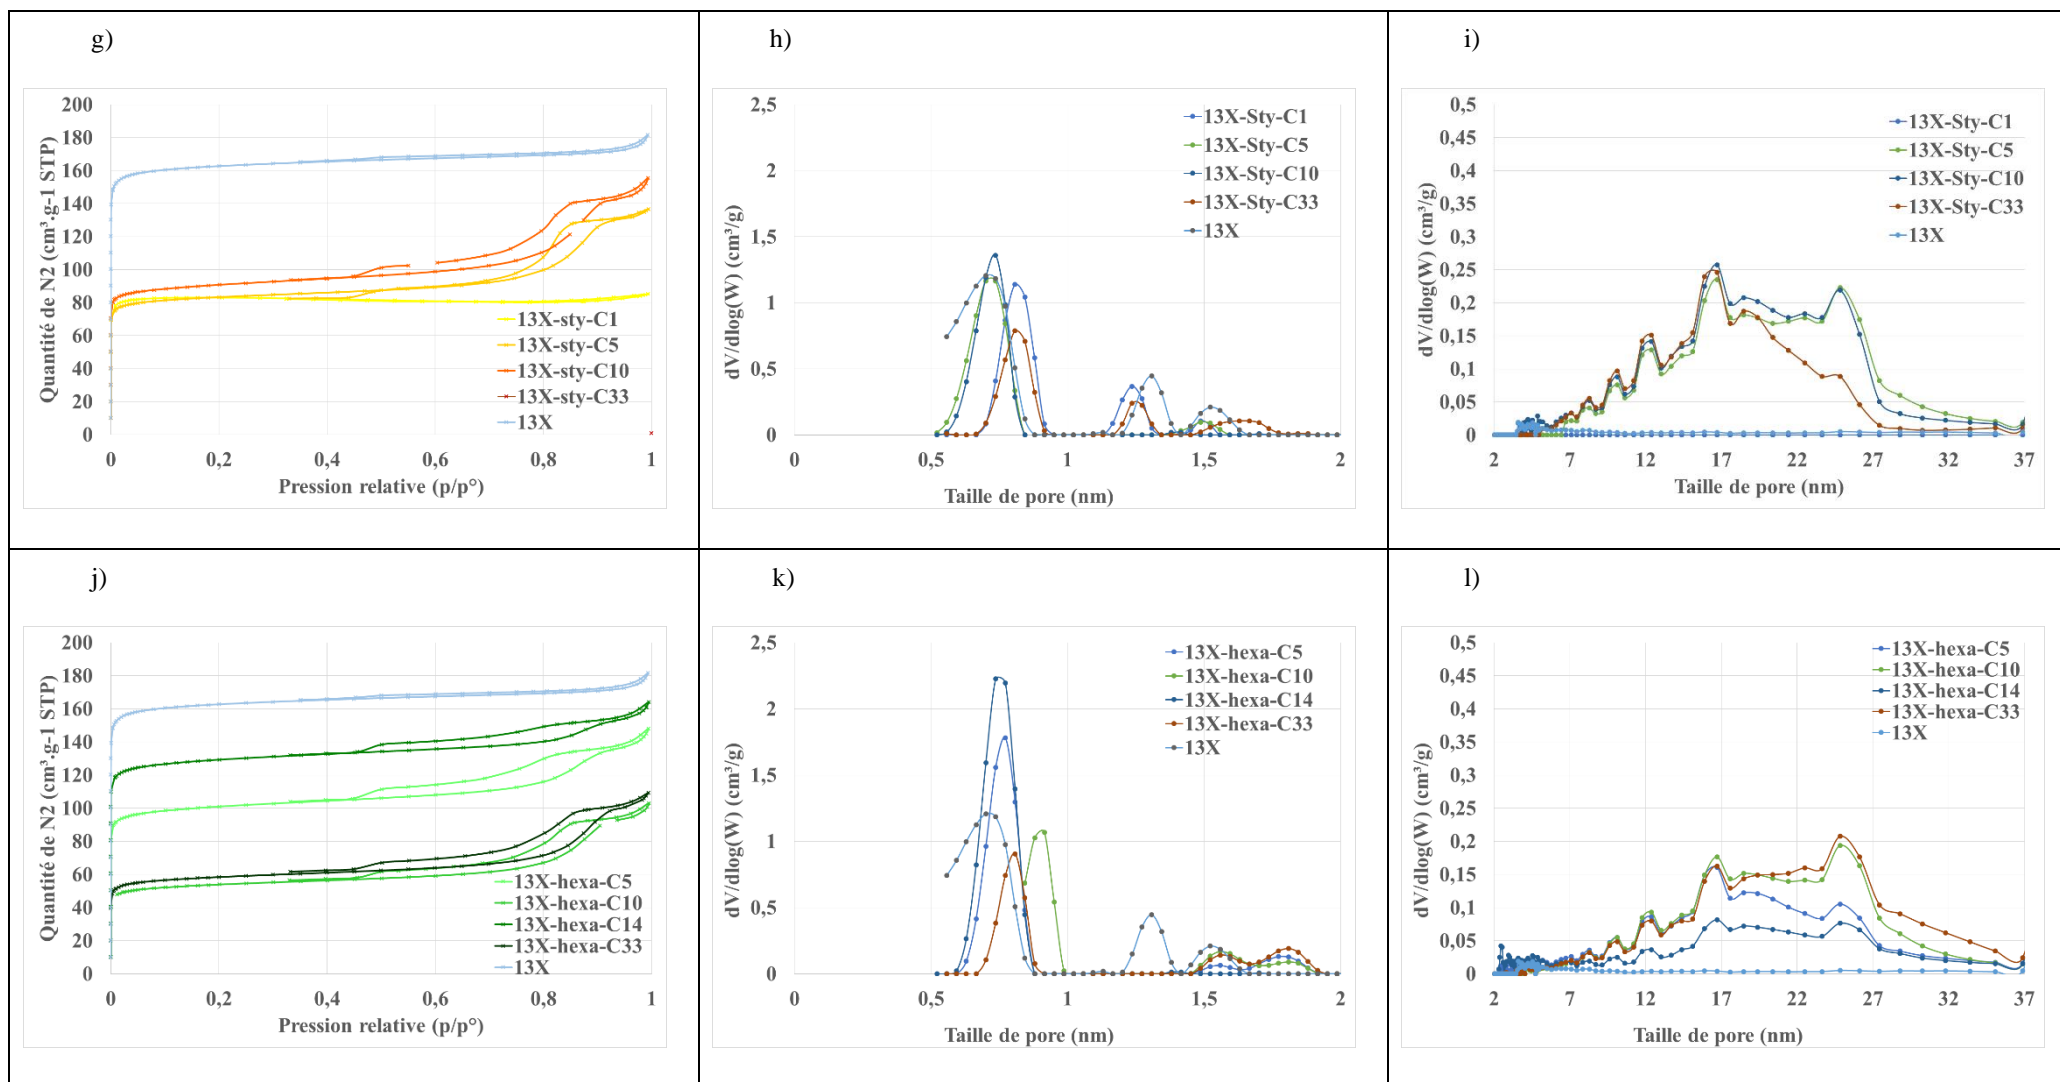 g)
200
180
160
140
120
100
80
60
40
20
0
Quantité de N2 (cm³.g-1 STP)
13X-sty-C1
13X-sty-C5
13X-sty-C10
13X-sty-C33
13X
0
0,2
0,4
0,6
0,8
1
Pression relative (p/p°)
h)
2,5
2
1,5
1
0,5
0
dV/dlog(W) (cm³/g)
13X-Sty-C1
13X-Sty-C5
13X-Sty-C10
13X-Sty-C33
13X
0
0,5
1
1,5
2
Taille de pore (nm)
i)
0,5
0,45
0,4
0,35
0,3
0,25
0,2
0,15
0,1
0,05
0
dV/dlog(W) (cm³/g)
13X-Sty-C1
13X-Sty-C5
13X-Sty-C10
13X-Sty-C33
13X
2
7
12
17
22
27
32
37
Taille de pore (nm)
j)
200
180
160
140
120
100
80
60
40
20
0
Quantité de N2 (cm³.g-1 STP)
13X-hexa-C5
13X-hexa-C10
13X-hexa-C14
13X-hexa-C33
13X
0
0,2
0,4
0,6
0,8
1
Pression relative (p/p°)
k)
2,5
2
1,5
1
0,5
0
dV/dlog(W) (cm³/g)
13X-hexa-C5
13X-hexa-C10
13X-hexa-C14
13X-hexa-C33
13X
0
0,5
1
1,5
2
Taille de pore (nm)
l)
0,5
0,45
0,4
0,35
0,3
0,25
0,2
0,15
0,1
0,05
0
dV/dlog(W) (cm³/g)
13X-hexa-C5
13X-hexa-C10
13X-hexa-C14
13X-hexa-C33
13X
2
7
12
17
22
27
32
37
Taille de pore (nm)